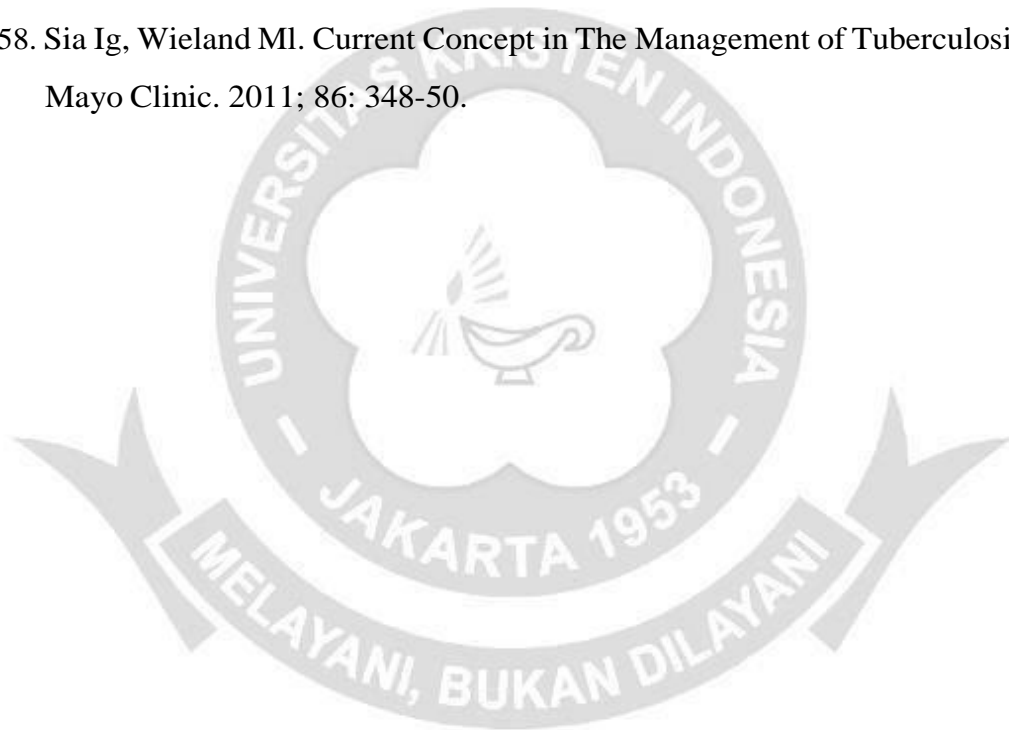 58. Sia Ig, Wieland Ml. Current Concept in The Management of Tuberculosi
Mayo Clinic. 2011; 86: 348-50.
UNIVERSITAS KRISTEN INDONESIA
- JAKARTA 1953 -
MELAYANI, BUKAN DILAYANI